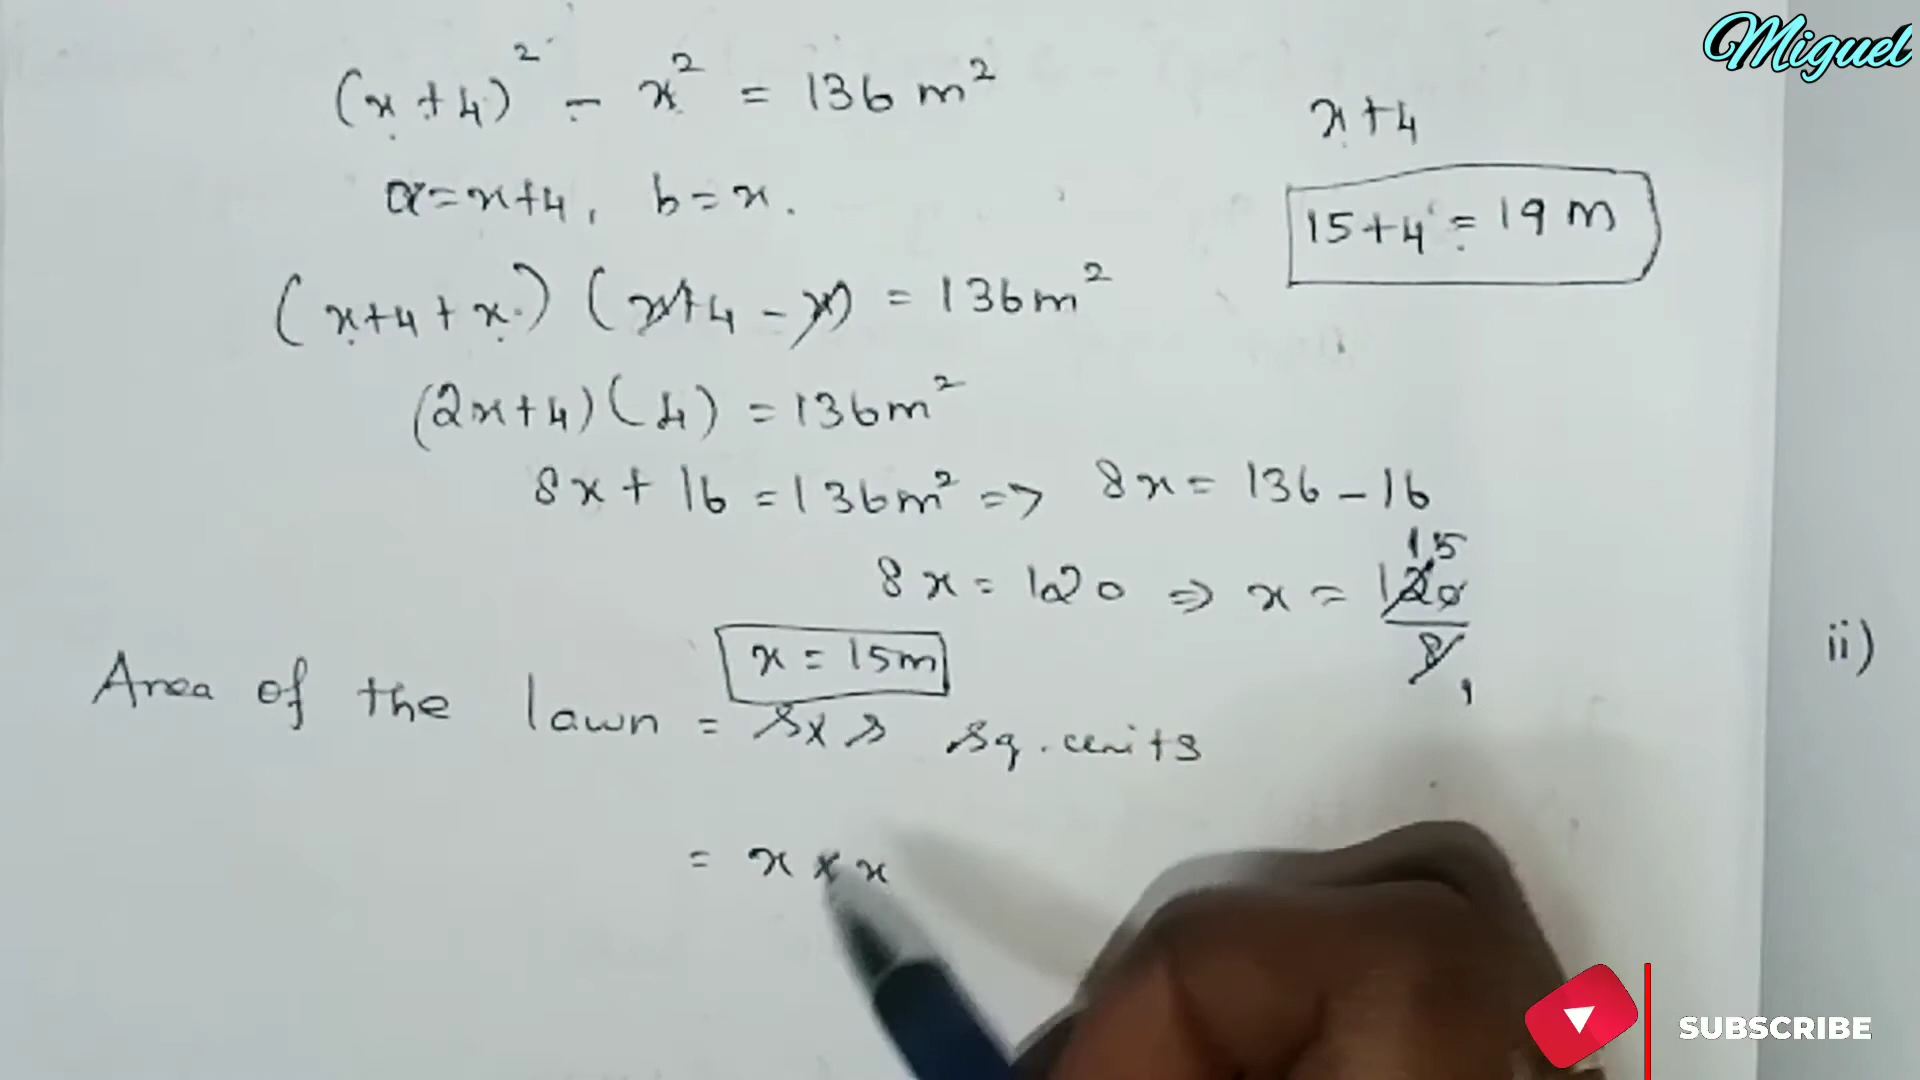 Miguel
(x+4)² - x² = 136 m²
a=x+4, b=x.
(x+4+x) (x+4-x) = 136m²
(2x+4)(4) = 136m²
8x + 16 = 136m² => 8x = 136 - 16
8x = 120 => x = 120/8 15 1
x = 15m
Area of the lawn = s x s sq. units
= x × x
x+4
15+4 = 19 m
ii)
SUBSCRIBE